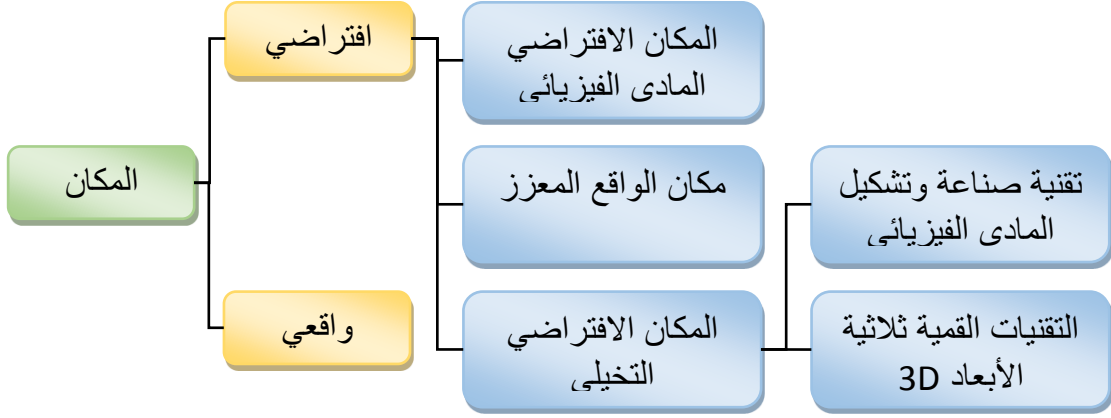 المكان
افتراضي
واقعي
المكان الافتراضي
المادى الفيزيائى
مكان الواقع المعزز
المكان الافتراضي
التخيلى
تقنية صناعة وتشكيل
المادى الفيزيائى
التقنيات القمية ثلاثية
الأبعاد 3D